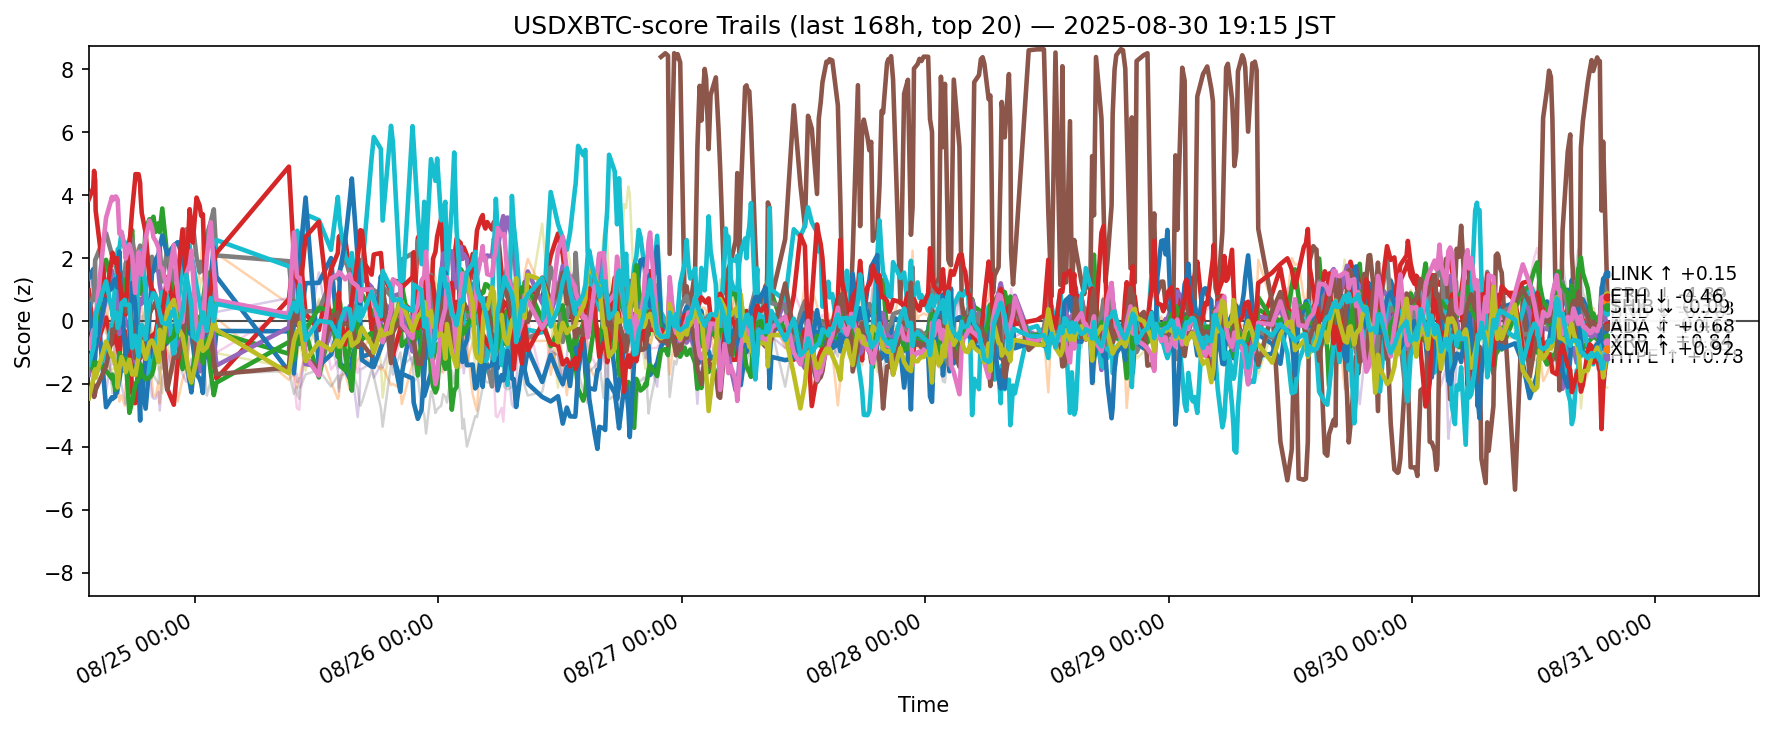 USDXBTC-score Trails (last 168h, top 20) — 2025-08-30 19:15 JST
Score (z)
8
6
4
2
0
−2
−4
−6
−8
LINK ↑ +0.15
ETH ↓ -0.46
SHIB ↓ -0.09
ADA ↑ +0.68
XLM ↑ +0.92
08/25 00:00
08/26 00:00
08/27 00:00
08/28 00:00
08/29 00:00
08/30 00:00
08/31 00:00
Time